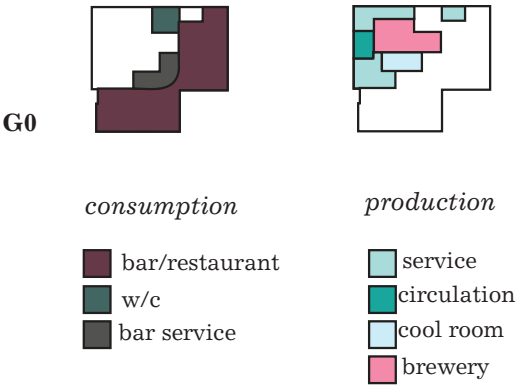 G0
consumption
bar/restaurant
w/c
bar service
production
service
circulation
cool room
brewery